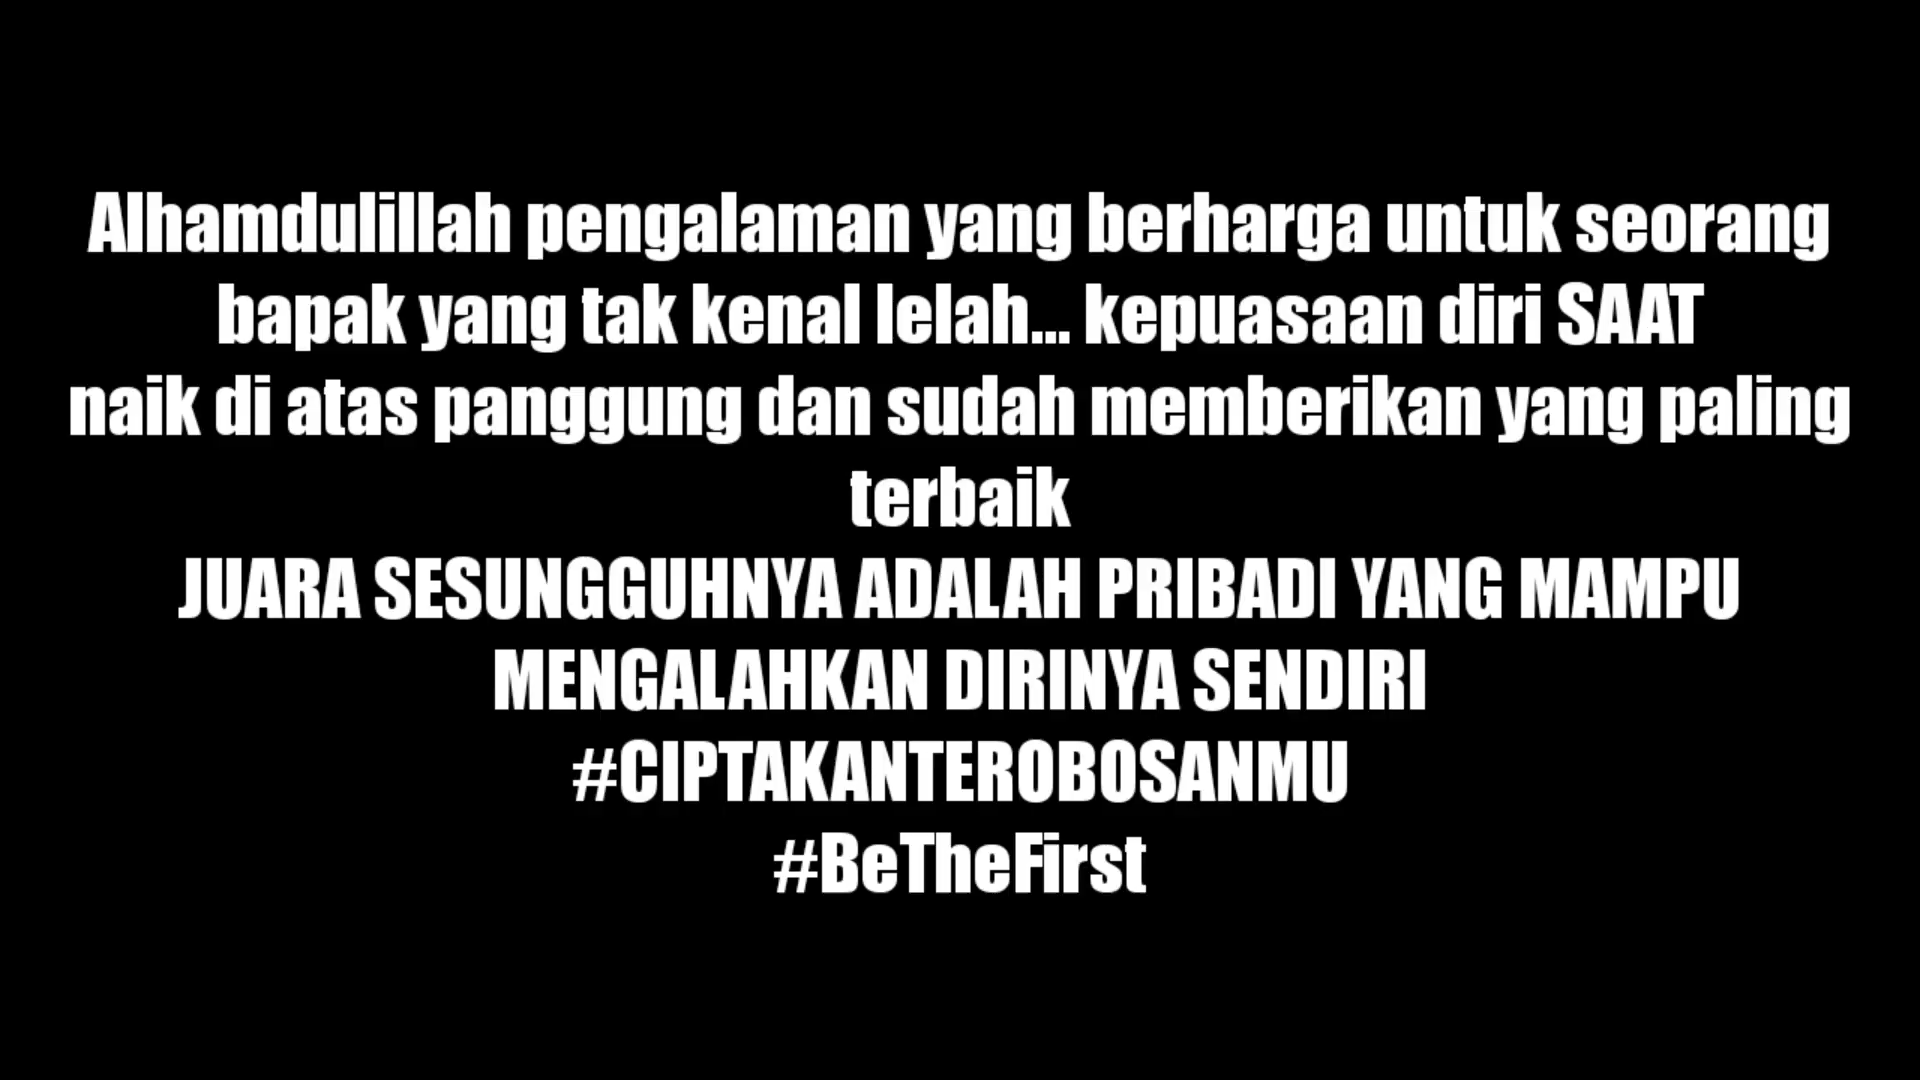 Alhamdulillah pengalaman yang berharga untuk seorang
bapak yang tak kenal lelah... kepuasaan diri SAAT
naik di atas panggung dan sudah memberikan yang paling
terbaik
JUARA SESUNGGUHNYA ADALAH PRIBADI YANG MAMPU
MENGALAHKAN DIRINYA SENDIRI
#CIPTAKANTEROBOSANMU
#BeTheFirst